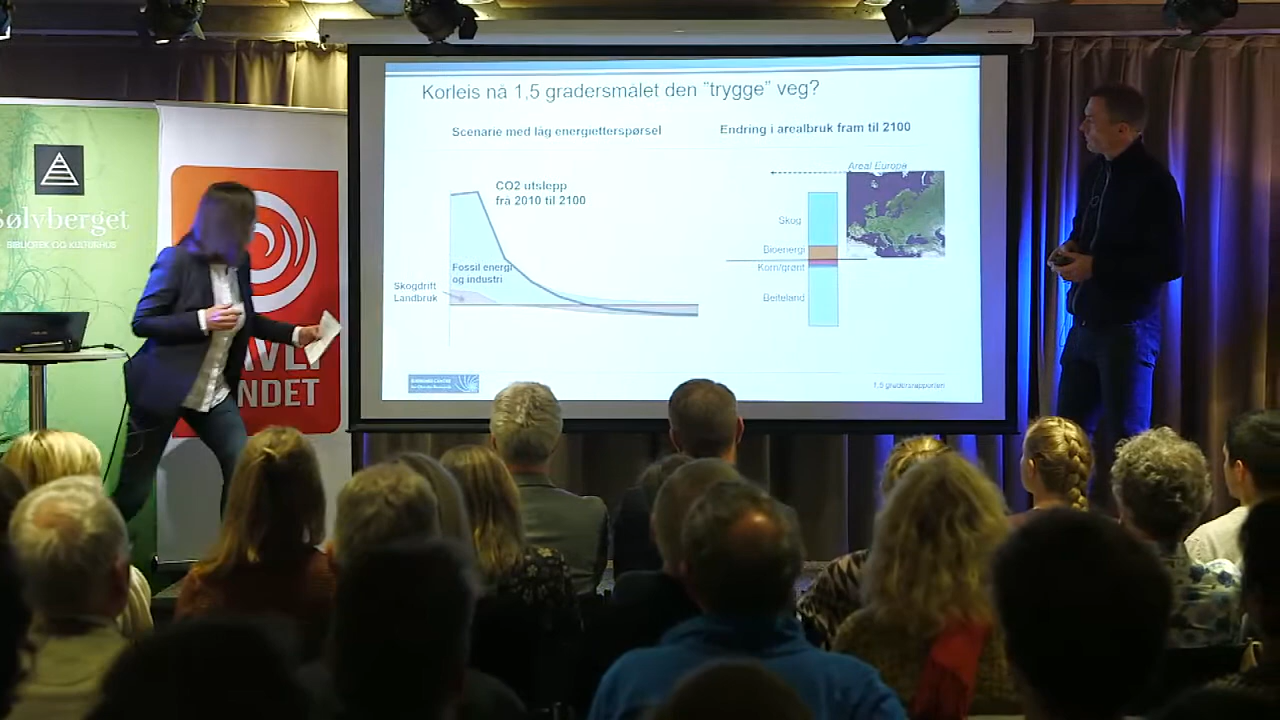 Korleis nå 1,5 gradersmålet den "trygge" veg?
Scenarie med låg energietterspørsel
Endring i arealbruk fram til 2100
CO2 utslepp
frå 2010 til 2100
Fossil energi
og industri
Skogdrift
Landbruk
Areal Europa
Skog
Bioenergi
Korn/grønt
Beiteland
1,5 gradersrapporten
Sølvberget
BIBLIOTEK OG KULTURHUS
NDET